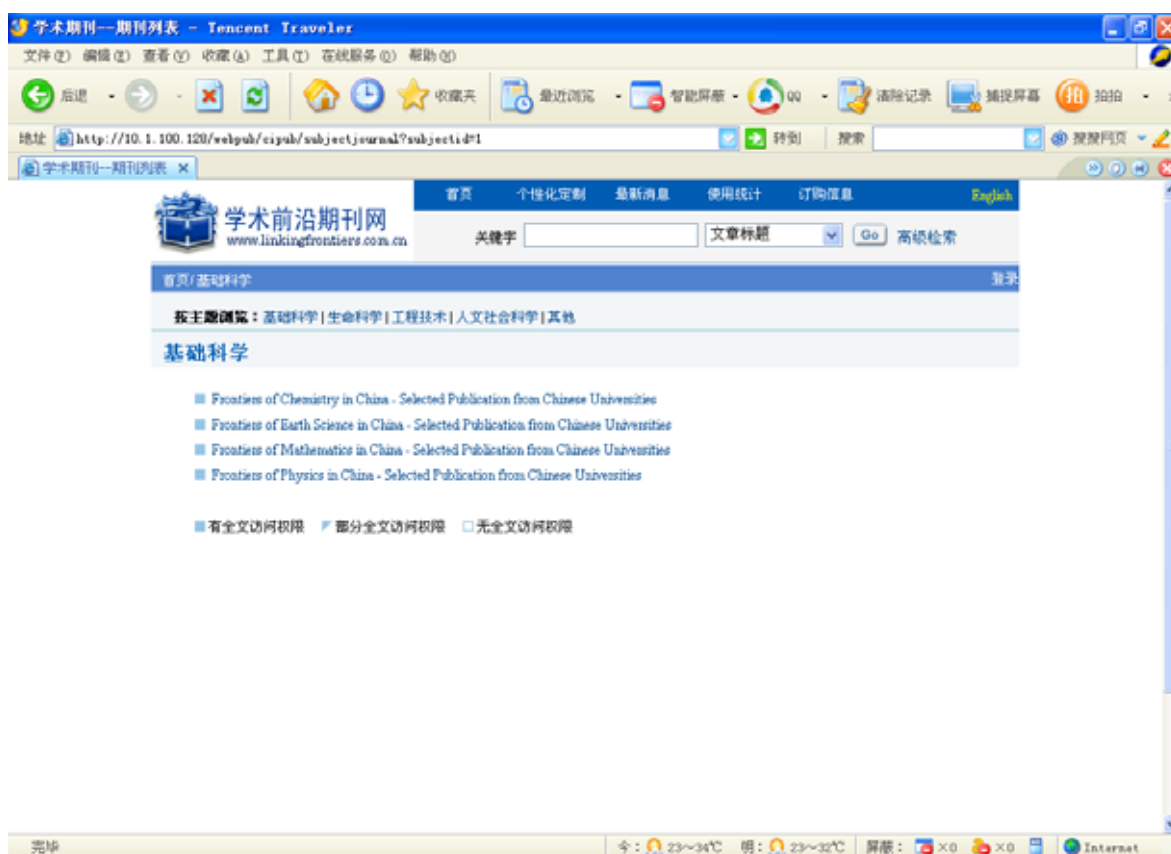 学术期刊--期刊列表 - Tencent Traveler
文件(F) 编辑(E) 查看(V) 收藏(A) 工具(T) 在线服务(O) 帮助(H)
后退 收藏夹 最近浏览 智能屏蔽 QQ 清除记录 捕捉屏幕 拍拍
地址 http://10.1.100.128/webpub/cipub/subjectjournal?subjectid=1 转到 搜索 搜搜网页
学术期刊--期刊列表
首页 个性化定制 最新消息 使用统计 订购信息 English
学术前沿期刊网
www.linkingfrontiers.com.cn
关键字 文章标题 Go 高级检索
首页/基础科学 登录
按主题浏览：基础科学|生命科学|工程技术|人文社会科学|其他
基础科学
Frontiers of Chemistry in China - Selected Publication from Chinese Universities
Frontiers of Earth Science in China - Selected Publication from Chinese Universities
Frontiers of Mathematics in China - Selected Publication from Chinese Universities
Frontiers of Physics in China - Selected Publication from Chinese Universities
有全文访问权限 部分全文访问权限 无全文访问权限
完毕 今：23～34℃ 明：23～32℃ 屏蔽：×0 ×0 Internet